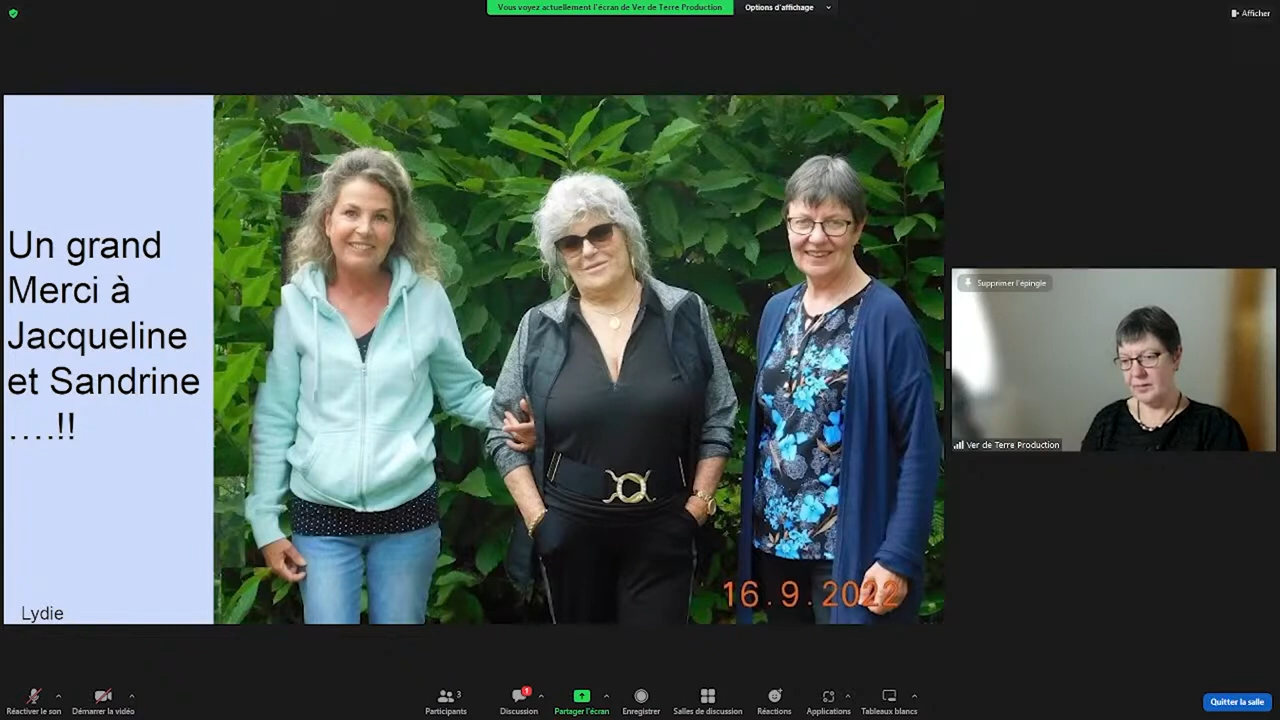 Vous voyez actuellement l'écran de Ver de Terre Production
Options d'affichage
Afficher
Un grand
Merci à
Jacqueline
et Sandrine
....!!
Lydie
16.9.2022
Supprimer l'épingle
Ver de Terre Production
Réactiver le son
Démarrer la vidéo
Participants
3
Discussion
1
Partager l'écran
Enregistrer
Salles de discussion
Réactions
Applications
Tableaux blancs
Quitter la salle